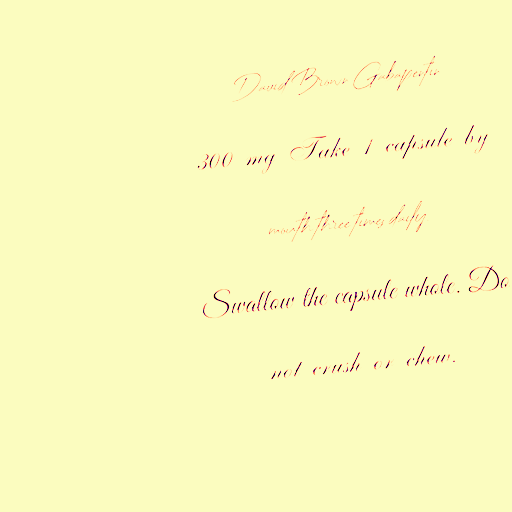 David Brown Gabapentin
300 mg Take 1 capsule by
mouth three times daily
Swallow the capsule whole. Do
not crush or chew.